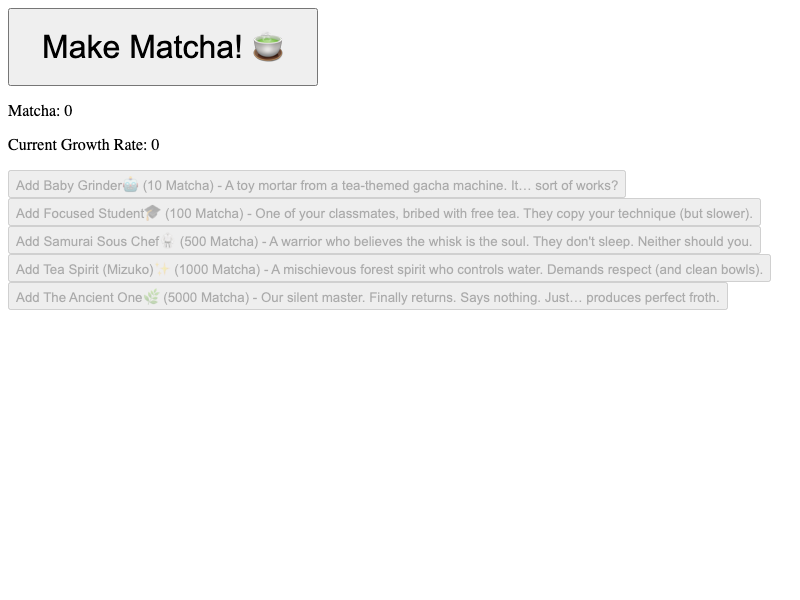 Make Matcha! 🍵
Matcha: 0
Current Growth Rate: 0
Add Baby Grinder🍚 (10 Matcha) - A toy mortar from a tea-themed gacha machine. It… sort of works?
Add Focused Student🎓 (100 Matcha) - One of your classmates, bribed with free tea. They copy your technique (but slower).
Add Samurai Sous Chef (500 Matcha) - A warrior who believes the whisk is the soul. They don't sleep. Neither should you.
Add Tea Spirit (Mizuko)✨ (1000 Matcha) - A mischievous forest spirit who controls water. Demands respect (and clean bowls).
Add The Ancient One🌿 (5000 Matcha) - Our silent master. Finally returns. Says nothing. Just… produces perfect froth.